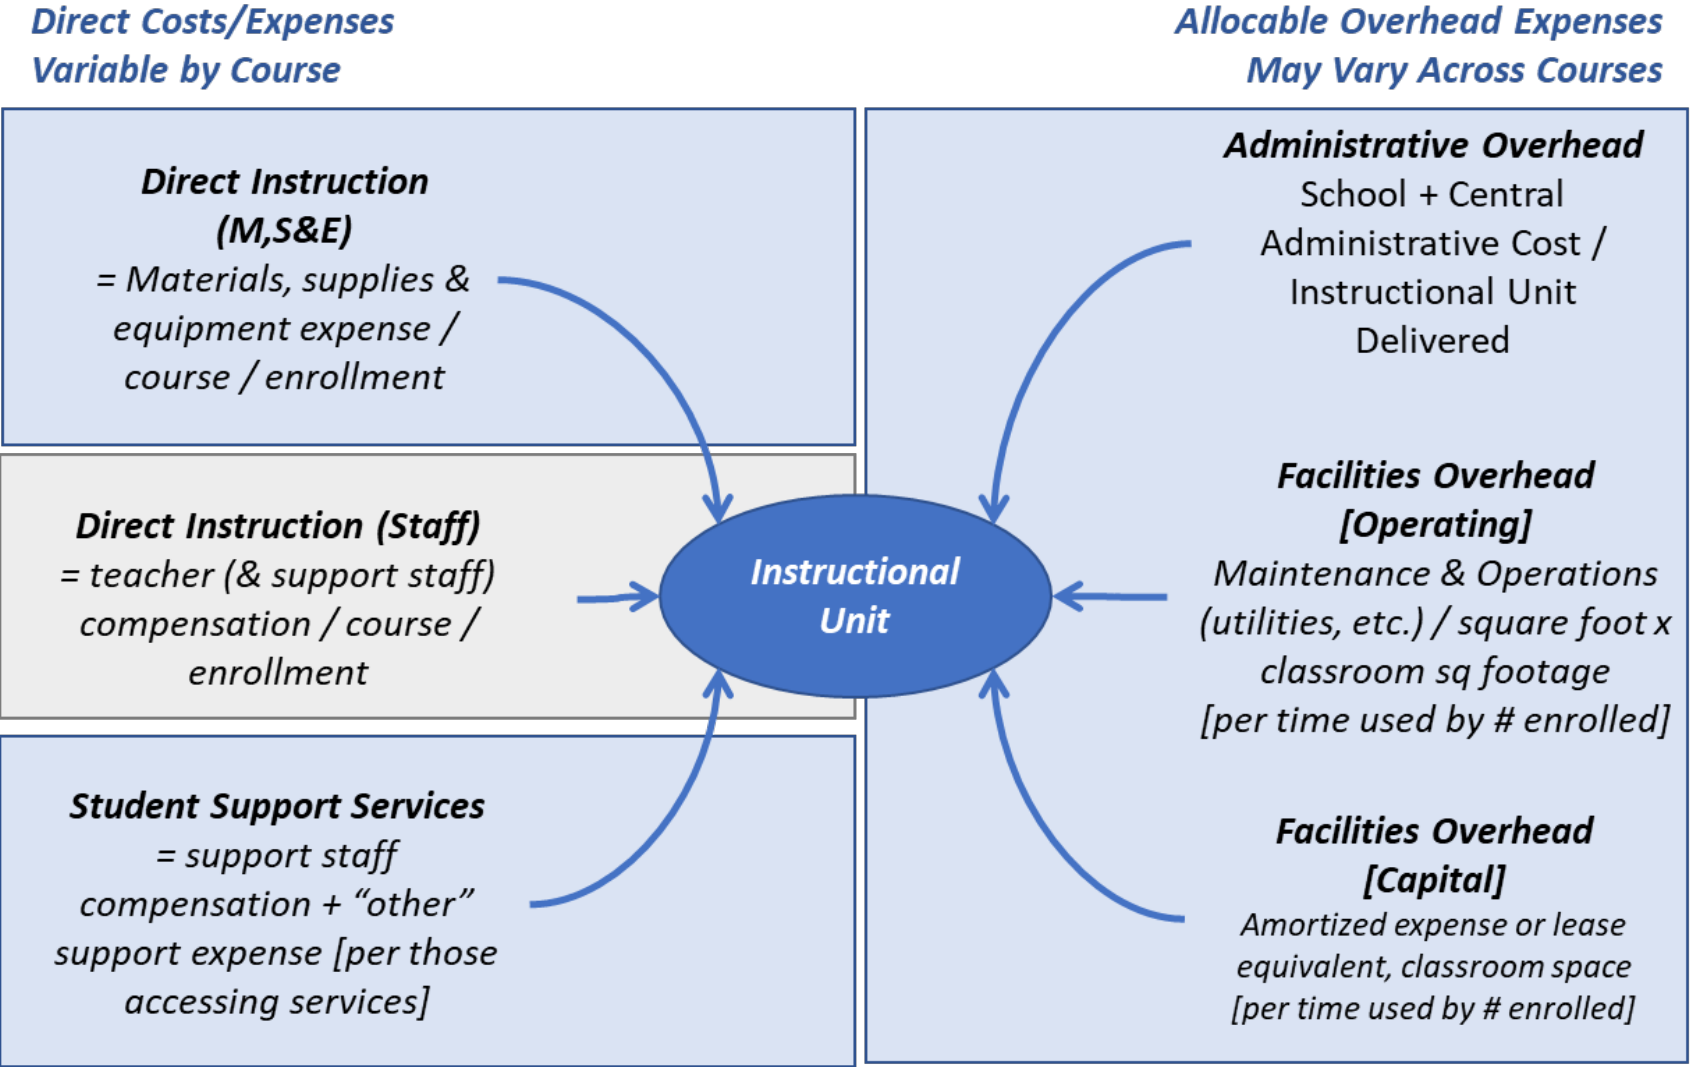 Direct Costs/Expenses
Variable by Course
Allocable Overhead Expenses
May Vary Across Courses
Direct Instruction
(M,S&E)
= Materials, supplies &
equipment expense /
course / enrollment
Direct Instruction (Staff)
= teacher (& support staff)
compensation / course /
enrollment
Student Support Services
= support staff
compensation + “other”
support expense [per those
accessing services]
Instructional
Unit
Administrative Overhead
School + Central
Administrative Cost /
Instructional Unit
Delivered
Facilities Overhead
[Operating]
Maintenance & Operations
(utilities, etc.) / square foot x
classroom sq footage
[per time used by # enrolled]
Facilities Overhead
[Capital]
Amortized expense or lease
equivalent, classroom space
[per time used by # enrolled]